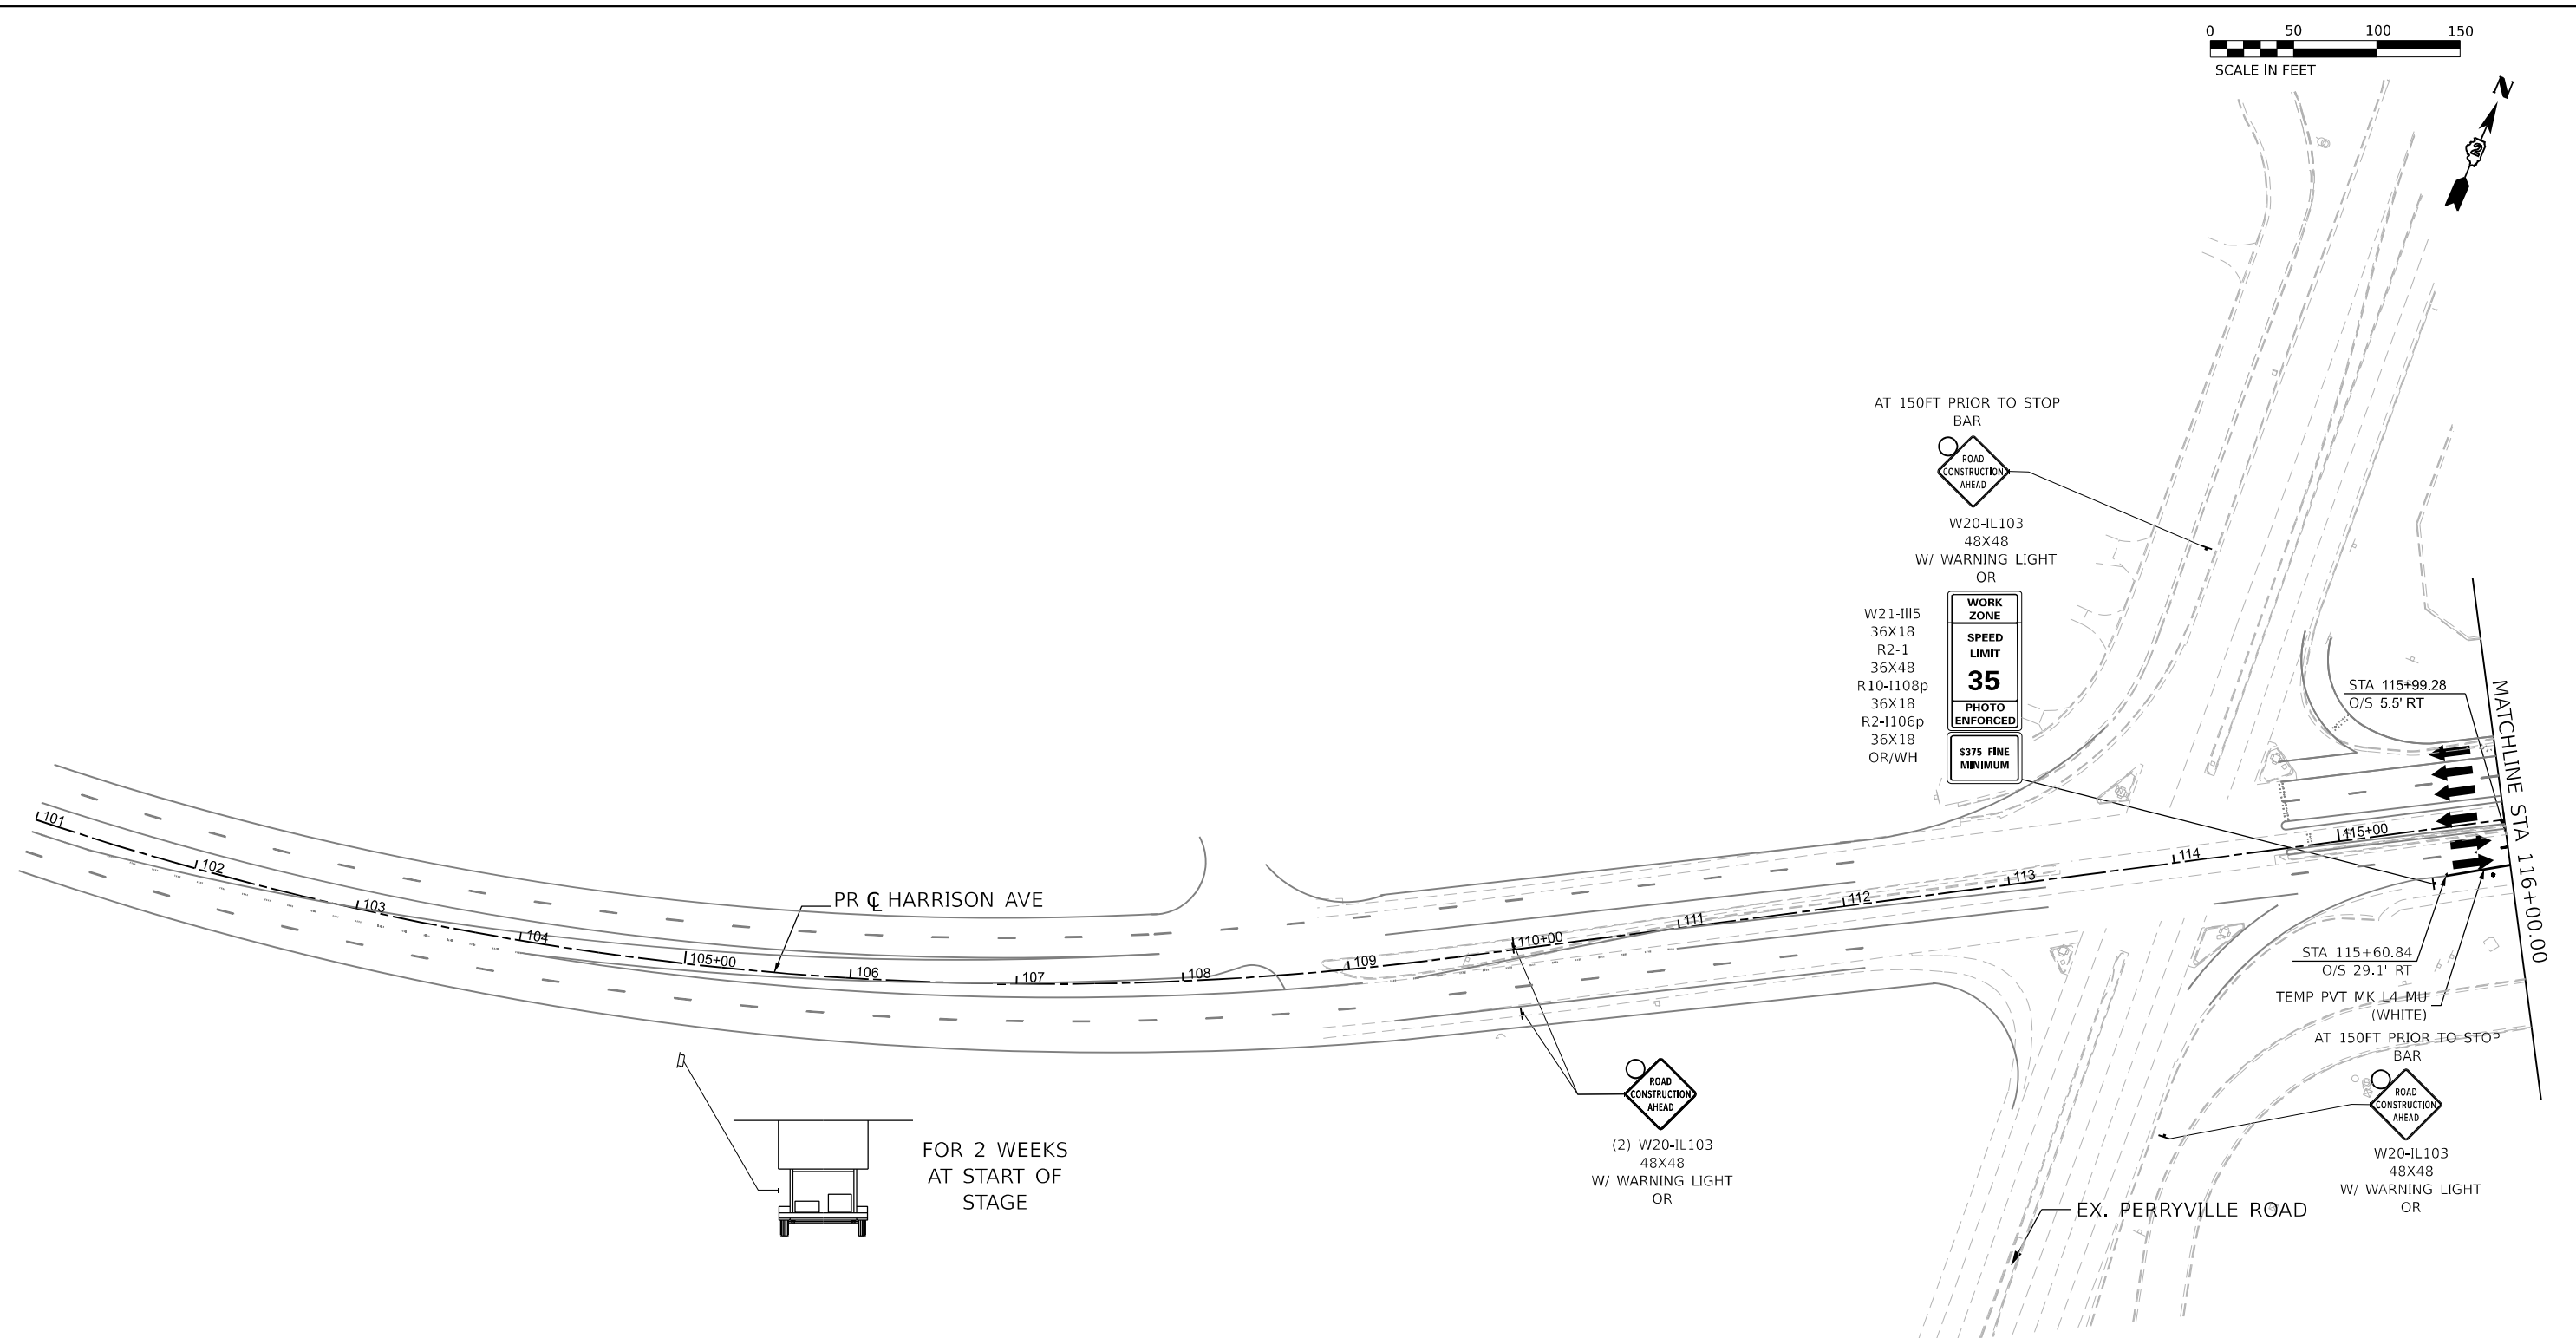 0 50 100 150
SCALE IN FEET
N
2
AT 150FT PRIOR TO STOP
BAR
ROAD
CONSTRUCTION
AHEAD
W20-IL103
48X48
W/ WARNING LIGHT
OR
W21-III5
36X18
R2-1
36X48
R10-I108p
36X18
R2-I106p
36X18
OR/WH
WORK
ZONE
SPEED
LIMIT
35
PHOTO
ENFORCED
$375 FINE
MINIMUM
STA 115+99.28
O/S 5.5' RT
MATCHLINE STA 116+00.00
101
102
103
104
105+00
106
107
108
109
110+00
111
112
113
114
115+00
PR ℄ HARRISON AVE
STA 115+60.84
O/S 29.1' RT
TEMP PVT MK L4 MU
(WHITE)
AT 150FT PRIOR TO STOP
BAR
ROAD
CONSTRUCTION
AHEAD
W20-IL103
48X48
W/ WARNING LIGHT
OR
ROAD
CONSTRUCTION
AHEAD
(2) W20-IL103
48X48
W/ WARNING LIGHT
OR
FOR 2 WEEKS
AT START OF
STAGE
EX. PERRYVILLE ROAD